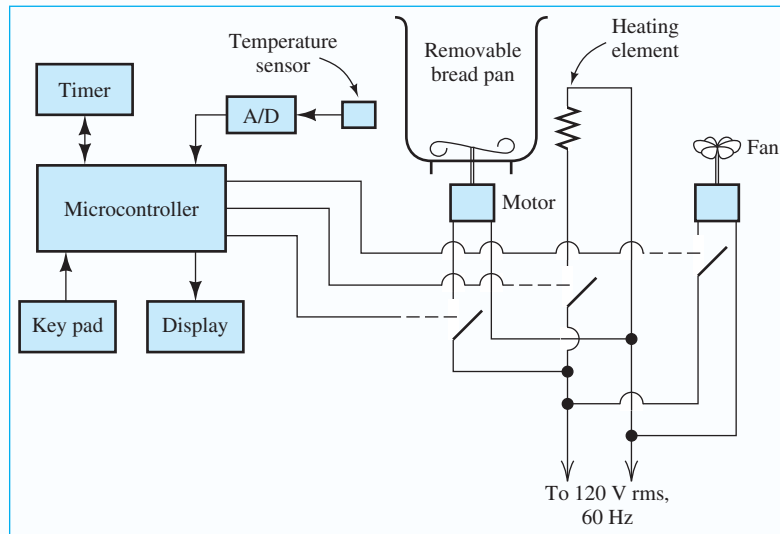 Temperature
sensor
Removable
bread pan
Heating
element
Timer
A/D
Fan
Microcontroller
Motor
Key pad
Display
To 120 V rms,
60 Hz